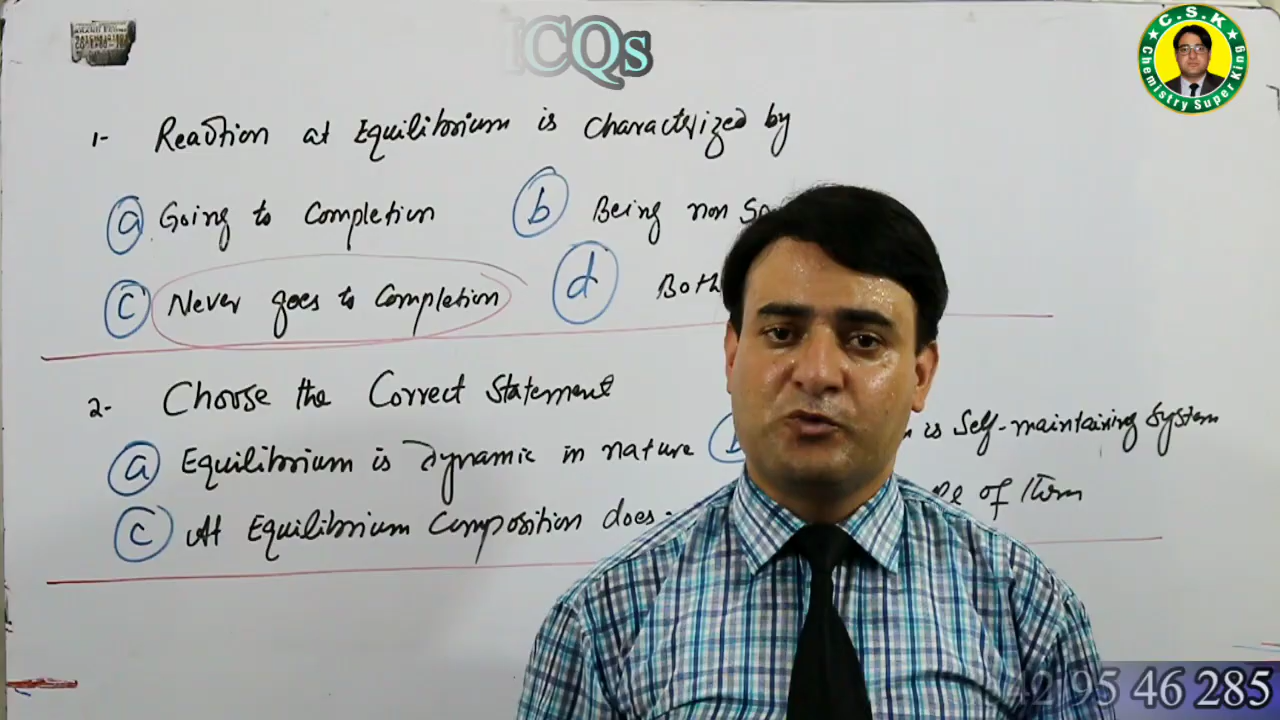 CQs
C.S.K
Chemistry Super King
1- Reaction at Equilibrium is characterized by
a Going to Completion b Being non
c Never goes to Completion d Both
2- Choose the Correct Statement
a Equilibrium is Dynamic in nature is Self-maintaining System
c At Equilibrium Composition does of them
95 46 285